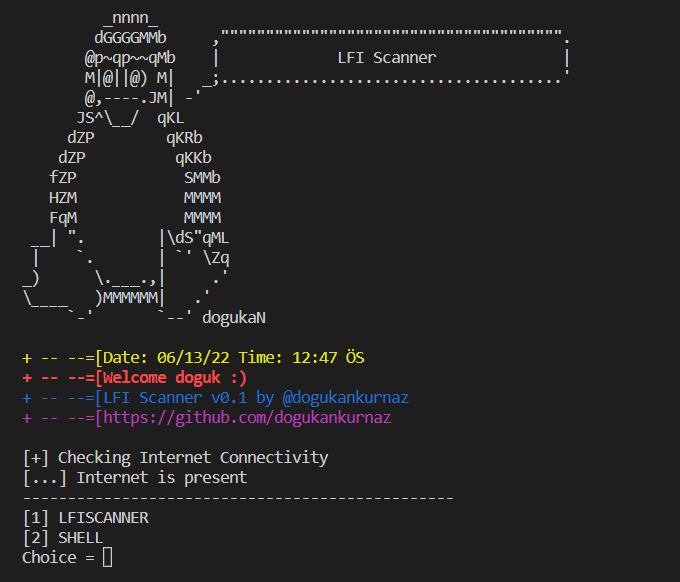 _nnnn_
        dGGGGMMb     ,"""""""""""""""""""""""""""""""""""""".
       @p~qp~~qMb    |             LFI Scanner              |
       M|@||@) M|   _;......................................'
       @,----.JM| -'
      JS^\__/  qKL
     dZP        qKRb
    dZP          qKKb
   fZP            SMMb
   HZM            MMMM
   FqM            MMMM
 __| ".        |\dS"qML
 |    `.       | `' \Zq
_)      \.___.,|     .'
\____   )MMMMMM|   .'
     `-'       `--' dogukaN
+ -- --=[Date: 06/13/22 Time: 12:47 ÖS
+ -- --=[Welcome doguk :)
+ -- --=[LFI Scanner v0.1 by @dogukankurnaz
+ -- --=[https://github.com/dogukankurnaz
[+] Checking Internet Connectivity
[...] Internet is present
------------------------------------------------
[1] LFISCANNER
[2] SHELL
Choice =